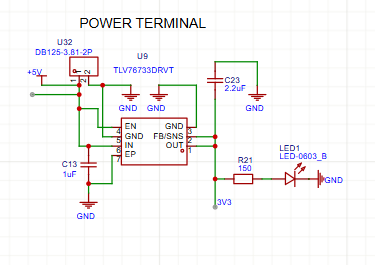 POWER TERMINAL
U32
DB125-3.81-2P
U9
TLV76733DRVT
+5V
1
2
GND
GND
C23
2.2uF
GND
4 EN GND 3
5 GND FB/SNS 2
6 IN OUT 1
7 EP
C13
1uF
GND
R21
150
LED1
LED-0603_B
GND
3V3